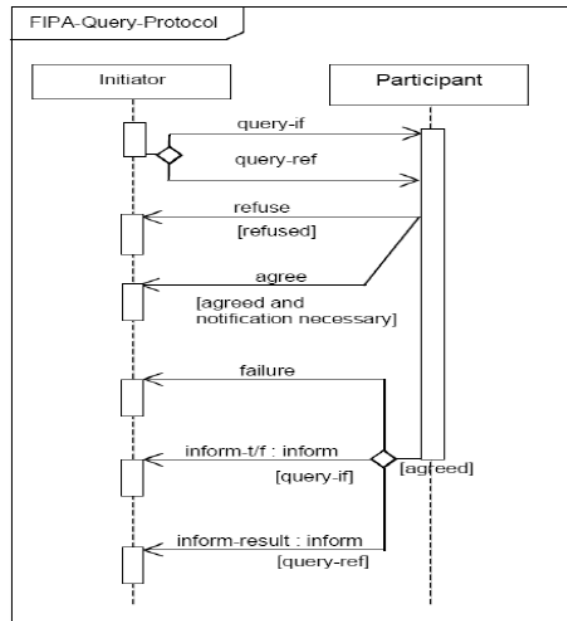 FIPA-Query-Protocol
Initiator
Participant
query-if
query-ref
refuse
[refused]
agree
[agreed and
notification necessary]
failure
inform-t/f : inform
[query-if]
[agreed]
inform-result : inform
[query-ref]